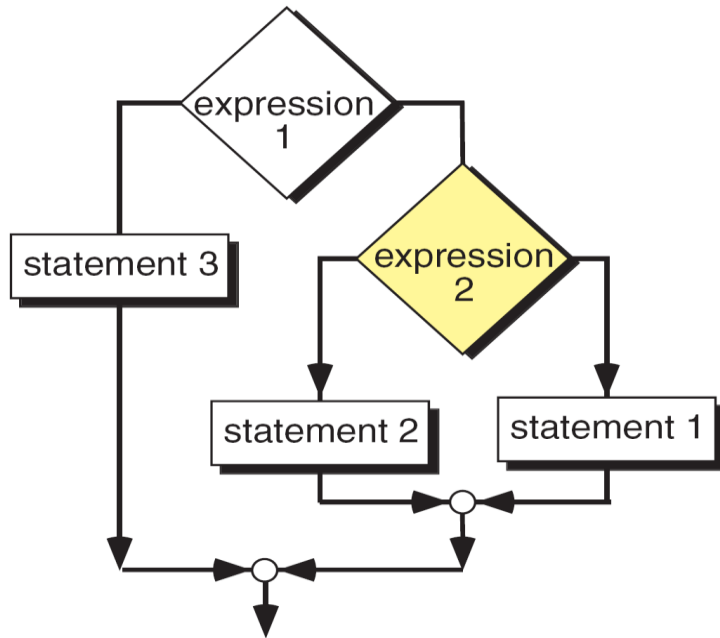 expression
1
statement 3
expression
2
statement 2
statement 1